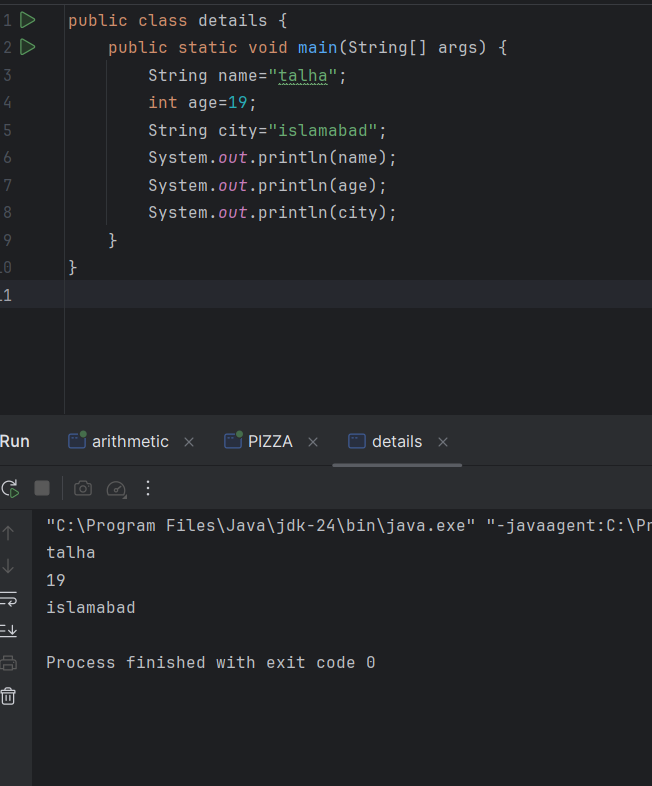 1 public class details {
2 public static void main(String[] args) {
3 String name="talha";
4 int age=19;
5 String city="islamabad";
6 System.out.println(name);
7 System.out.println(age);
8 System.out.println(city);
9 }
10 }
11
Run arithmetic PIZZA details
"C:\Program Files\Java\jdk-24\bin\java.exe" "-javaagent:C:\Pr
talha
19
islamabad
Process finished with exit code 0